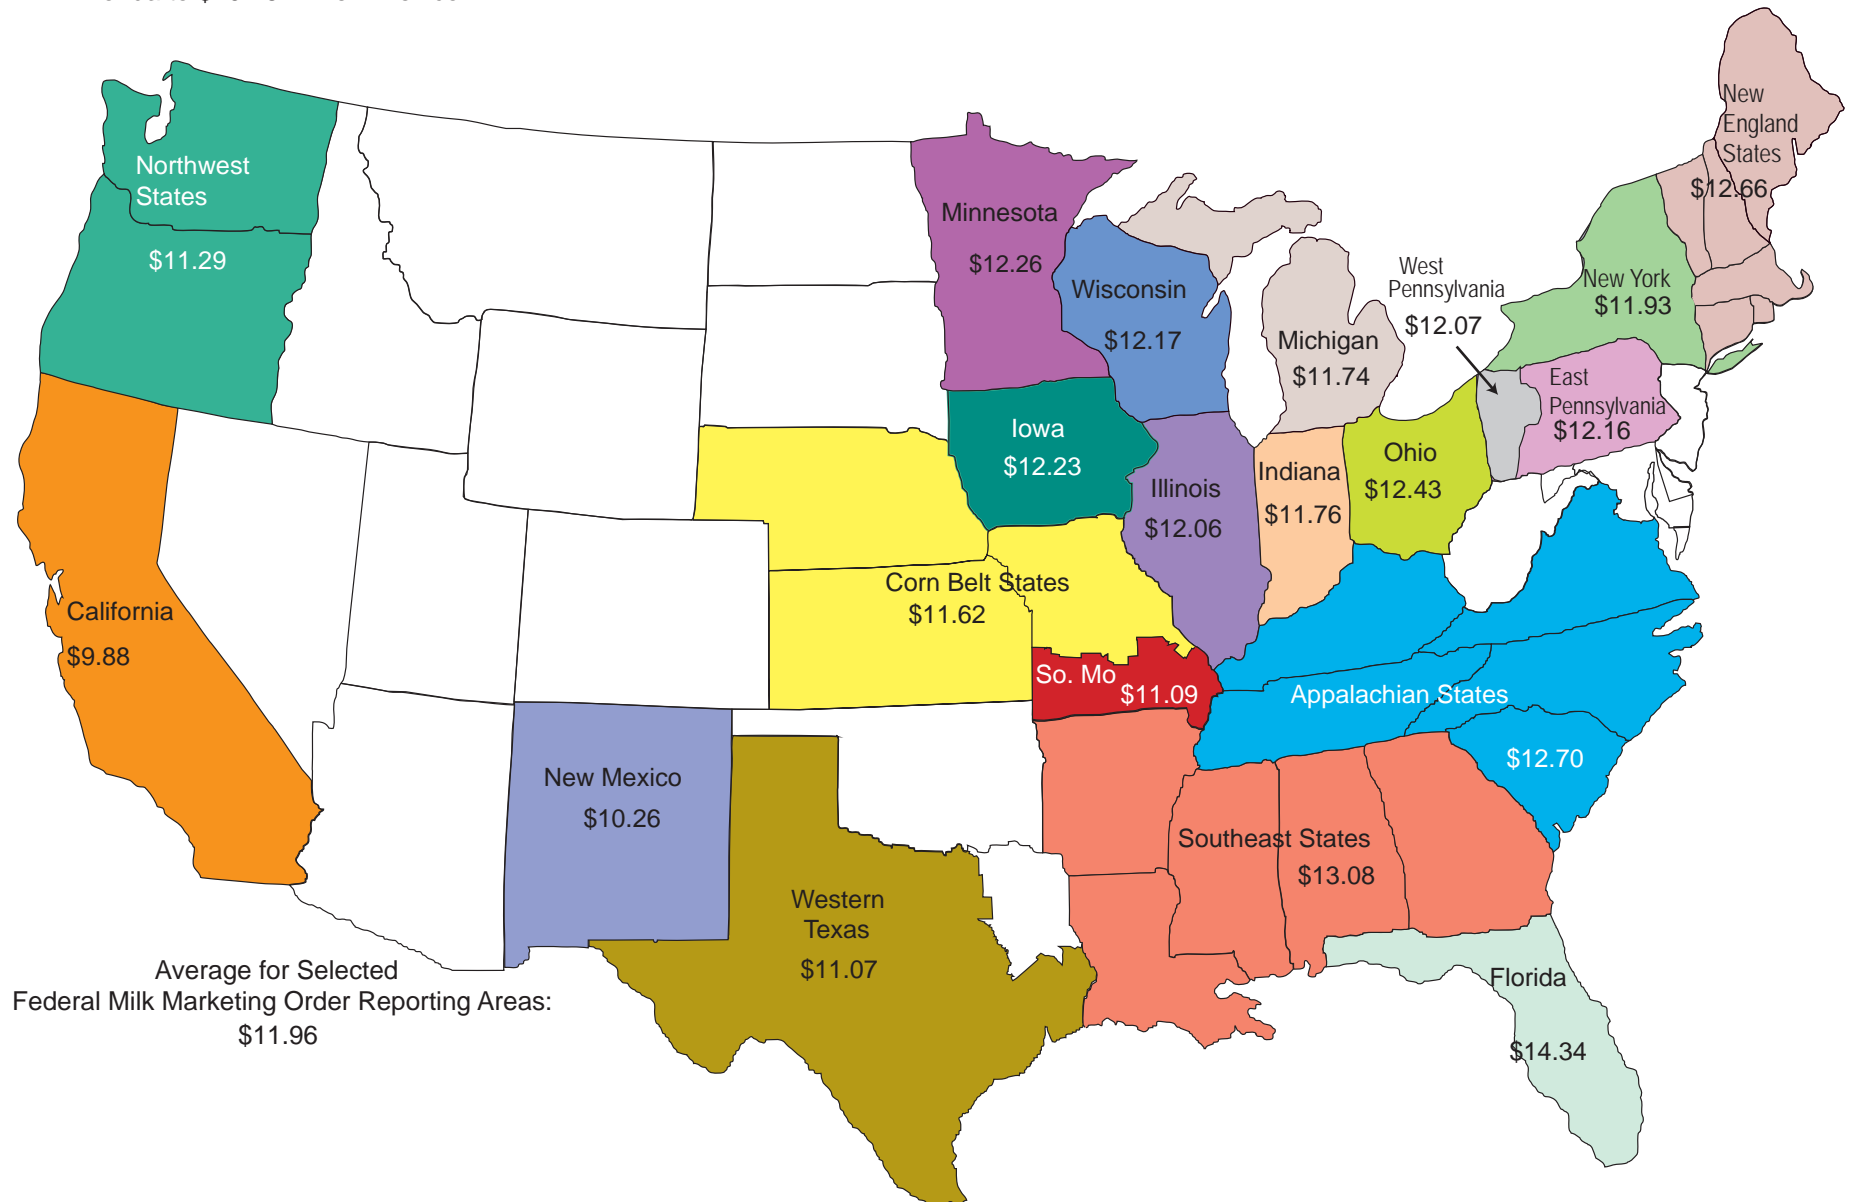 Northwest
States
$11.29
California
$9.88
New Mexico
$10.26
Western
Texas
$11.07
Minnesota
$12.26
Wisconsin
$12.17
Iowa
$12.23
Illinois
$12.06
Corn Belt States
$11.62
So. Mo
$11.09
Michigan
$11.74
Indiana
$11.76
Ohio
$12.43
West
Pennsylvania
$12.07
East
Pennsylvania
$12.16
New York
$11.93
New
England
States
$12.66
Appalachian States
$12.70
Southeast States
$13.08
Florida
$14.34
Average for Selected
Federal Milk Marketing Order Reporting Areas:
$11.96